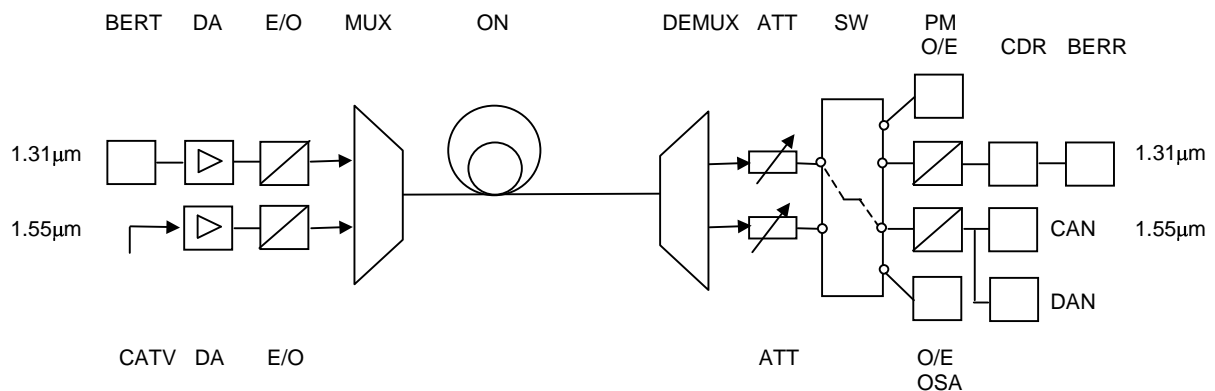 BERT DA E/O MUX ON DEMUX ATT SW PM
O/E CDR BERR
1.31μm 1.31μm
1.55μm CAN 1.55μm
DAN
CATV DA E/O ATT O/E
OSA